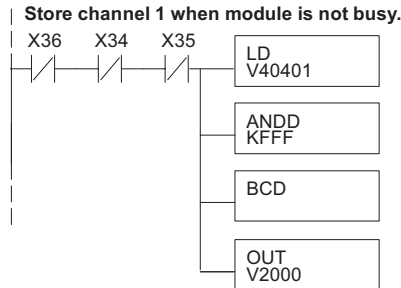 Store channel 1 when module is not busy.
X36 X34 X35
LD
V40401
ANDD
KFFF
BCD
OUT
V2000